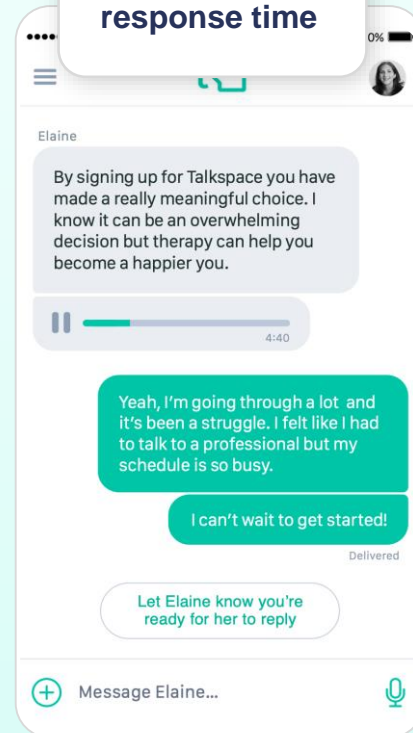 response time
0%
Elaine
By signing up for Talkspace you have
made a really meaningful choice. I
know it can be an overwhelming
decision but therapy can help you
become a happier you.
4:40
Yeah, I'm going through a lot and
it's been a struggle. I felt like I had
to talk to a professional but my
schedule is so busy.
I can't wait to get started!
Delivered
Let Elaine know you're
ready for her to reply
Message Elaine...